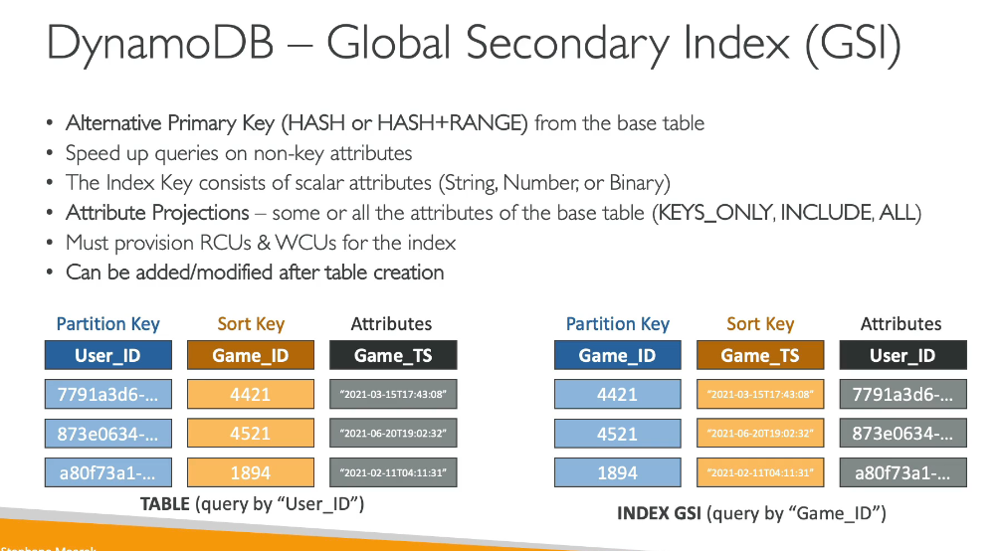 DynamoDB – Global Secondary Index (GSI)
• Alternative Primary Key (HASH or HASH+RANGE) from the base table
• Speed up queries on non-key attributes
• The Index Key consists of scalar attributes (String, Number, or Binary)
• Attribute Projections – some or all the attributes of the base table (KEYS_ONLY, INCLUDE, ALL)
• Must provision RCUs & WCUs for the index
• Can be added/modified after table creation
Partition Key Sort Key Attributes
User_ID Game_ID Game_TS
7791a3d6-... 4421 “2021-03-15T17:43:08”
873e0634-... 4521 “2021-06-20T19:02:32”
a80f73a1-... 1894 “2021-02-11T04:11:31”
TABLE (query by “User_ID”)
Partition Key Sort Key Attributes
Game_ID Game_TS User_ID
4421 “2021-03-15T17:43:08” 7791a3d6-...
4521 “2021-06-20T19:02:32” 873e0634-...
1894 “2021-02-11T04:11:31” a80f73a1-...
INDEX GSI (query by “Game_ID”)